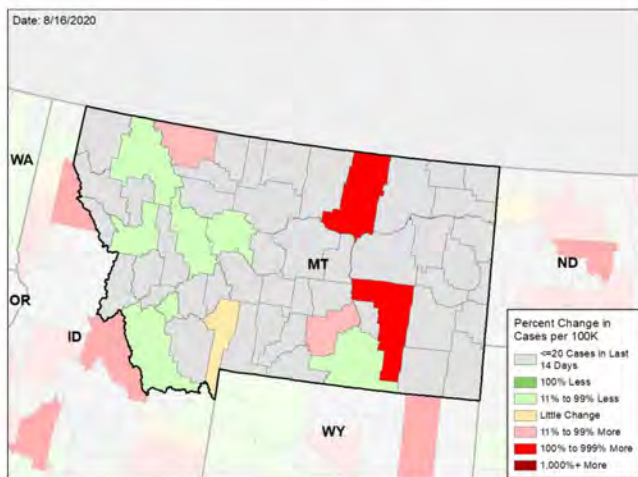 Date: 8/16/2020
WA
MT
ND
OR
ID
WY
Percent Change in
Cases per 100K
<=20 Cases in Last
14 Days
100% Less
11% to 99% Less
Little Change
11% to 99% More
100% to 999% More
1,000%+ More